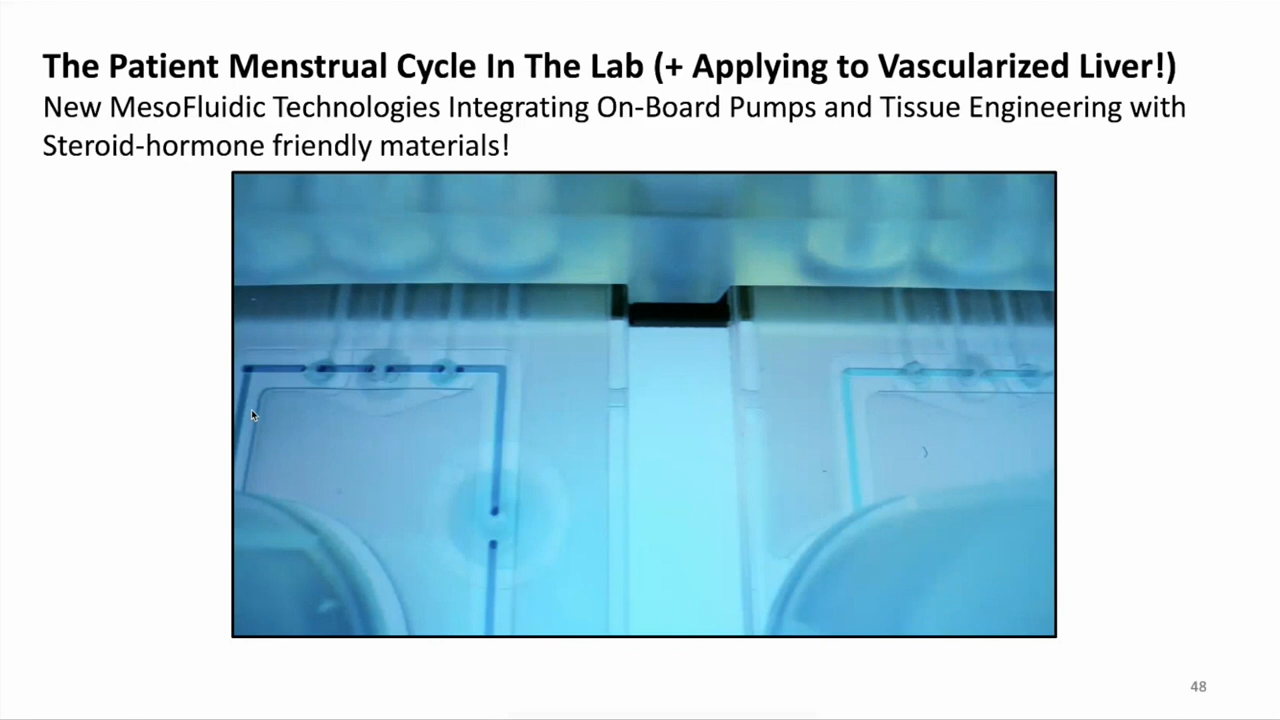 The Patient Menstrual Cycle In The Lab (+ Applying to Vascularized Liver!)
New MesoFluidic Technologies Integrating On-Board Pumps and Tissue Engineering with
Steroid-hormone friendly materials!
48